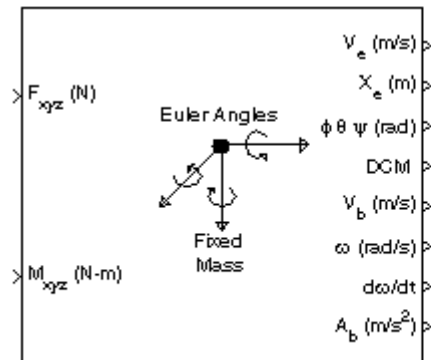 V_e (m/s)
F_xyz (N)
X_e (m)
Euler Angles
ϕ θ ψ (rad)
DCM
V_b (m/s)
Fixed
Mass
ω (rad/s)
M_xyz (N-m)
dω/dt
A_b (m/s²)